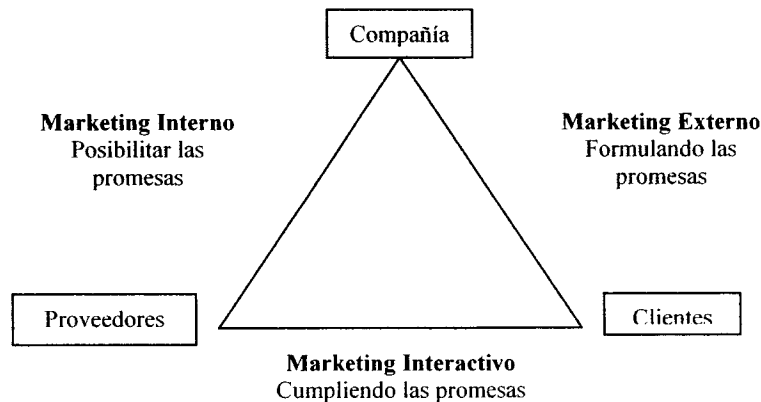 Compañía
Marketing Interno
Posibilitar las
promesas
Marketing Externo
Formulando las
promesas
Proveedores
Clientes
Marketing Interactivo
Cumpliendo las promesas